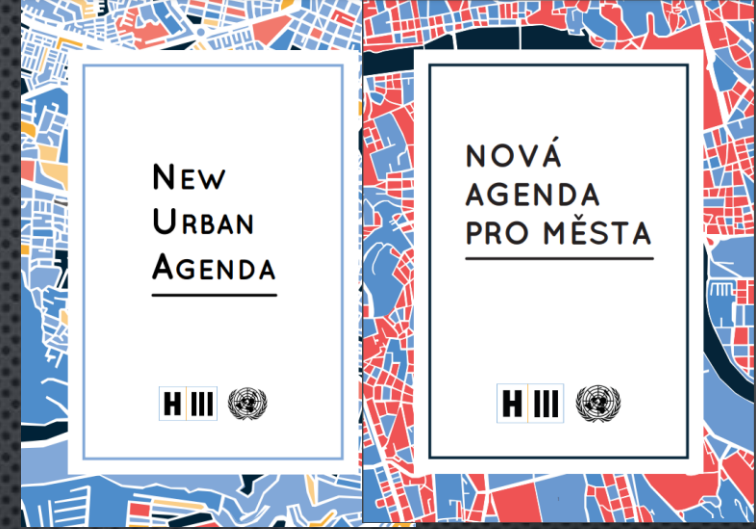 NEW
URBAN
AGENDA
H III
NOVÁ
AGENDA
PRO MĚSTA
H III